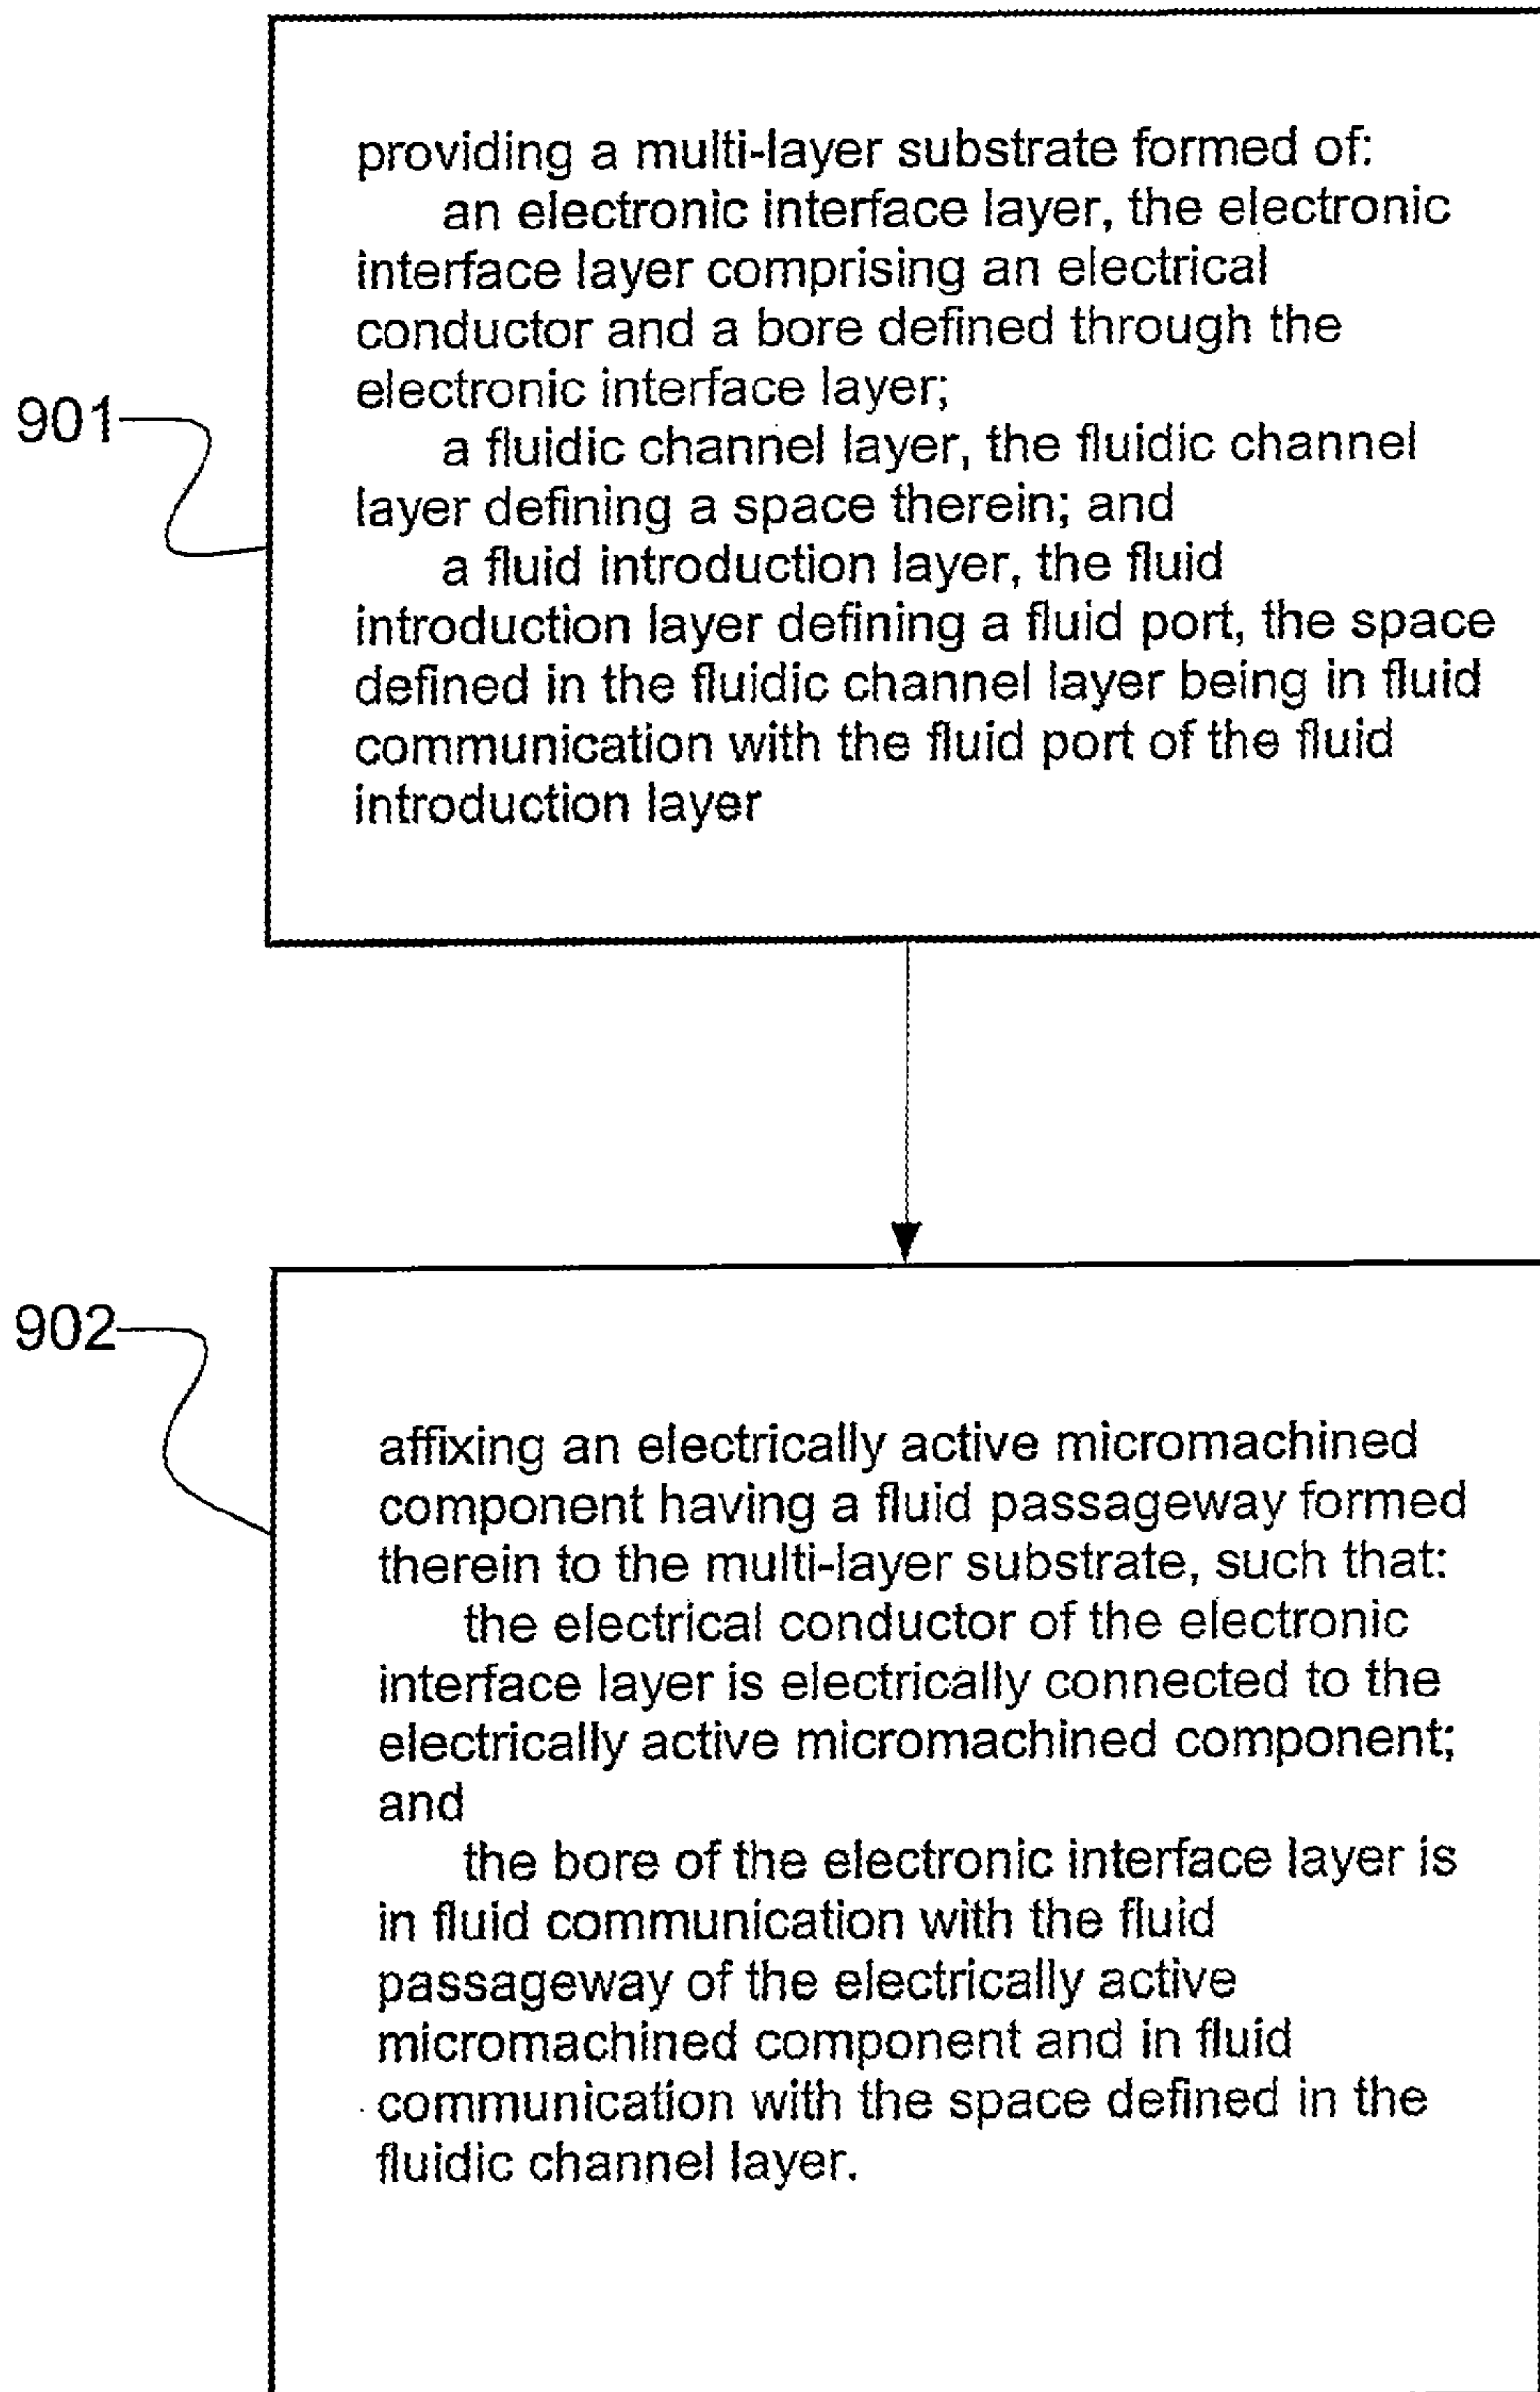 providing a multi-layer substrate formed of:
an electronic interface layer, the electronic
interface layer comprising an electrical
conductor and a bore defined through the
electronic interface layer;
901
a fluidic channel layer, the fluidic channel
layer defining a space therein; and
a fluid introduction layer, the fluid
introduction layer defining a fluid port, the space
defined in the fluidic channel layer being in fluid
communication with the fluid port of the fluid
introduction layer
902
affixing an electrically active micromachined
component having a fluid passageway formed
therein to the multi-layer substrate, such that:
the electrical conductor of the electronic
interface layer is electrically connected to the
electrically active micromachined component;
and
the bore of the electronic interface layer is
in fluid communication with the fluid
passageway of the electrically active
micromachined component and in fluid
communication with the space defined in the
fluidic channel layer.